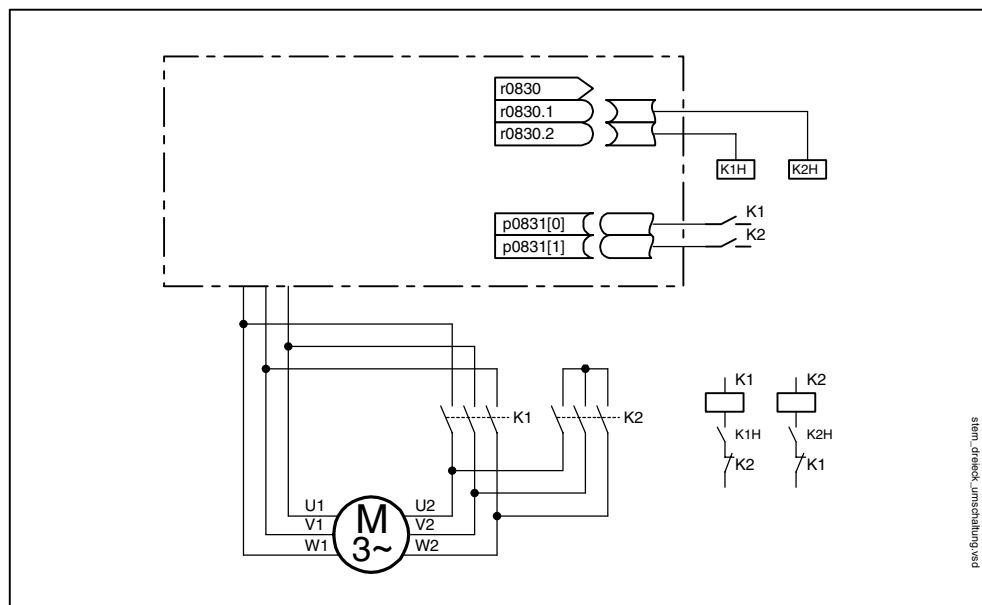 r0830
r0830.1
r0830.2
K1H
K2H
p0831[0]
p0831[1]
K1
K2
K1
K2
K1
K2
K1H
K2H
K2
K1
U1
V1
W1
M
3~
U2
V2
W2
stern_dreieck_umschaltung.vsd